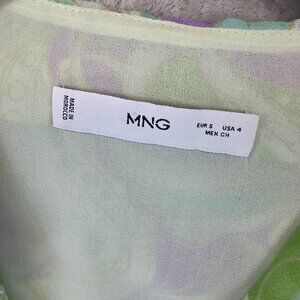 MADE IN
MOROCCO
MNG
EUR S USA 4
MEX CH